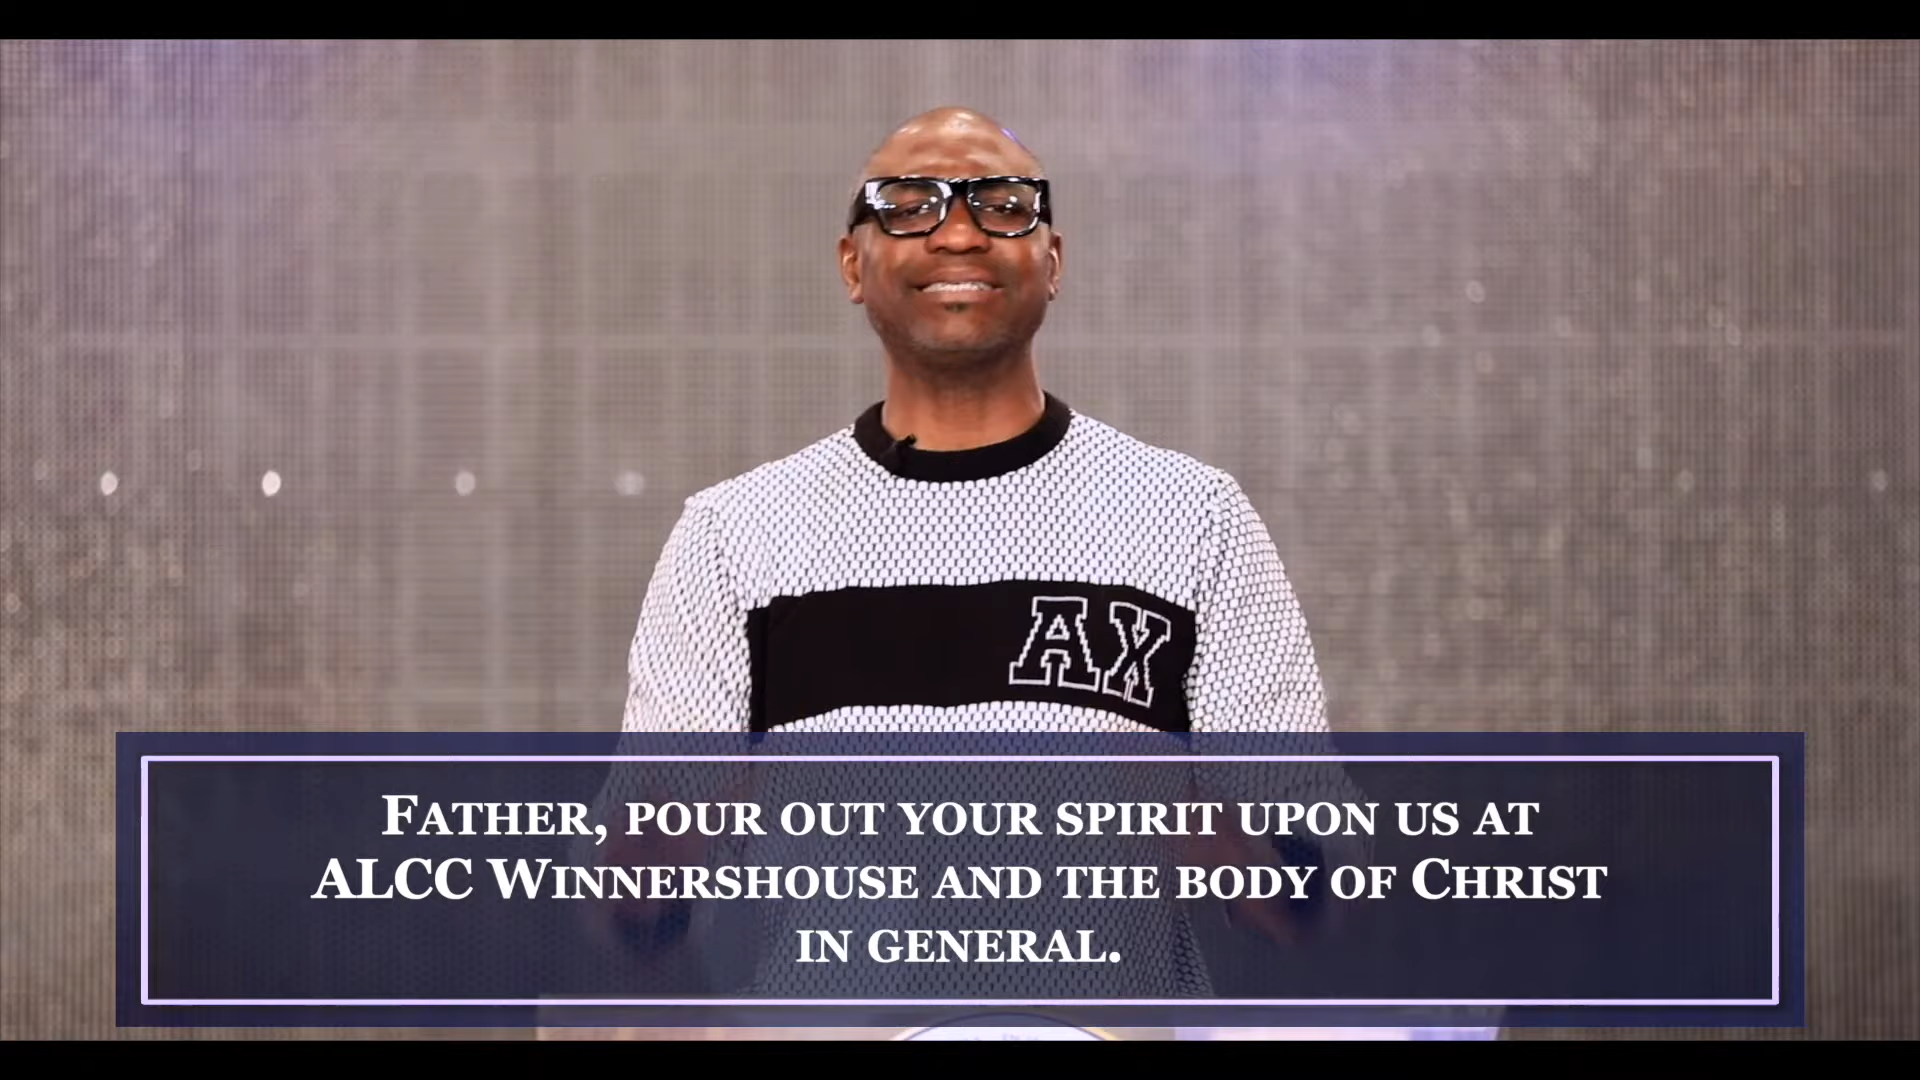 AX
Father, pour out your spirit upon us at
ALCC Winnershouse and the body of Christ
in general.